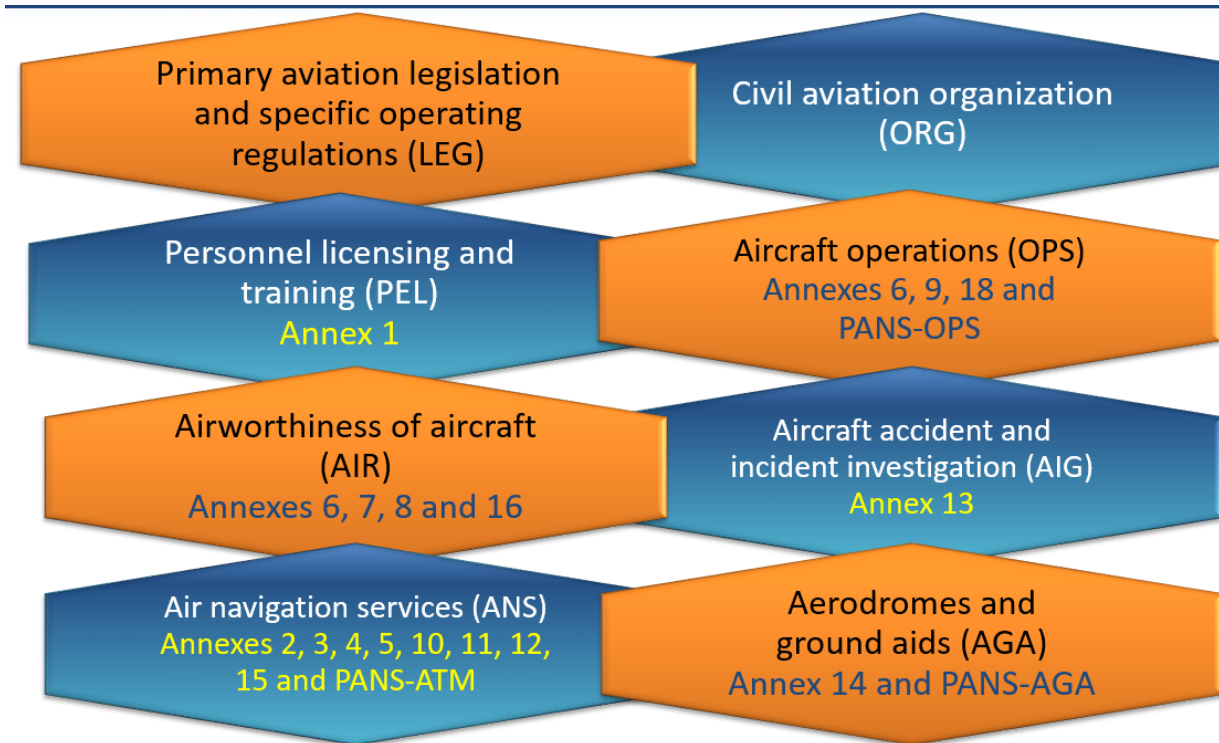 Primary aviation legislation
and specific operating
regulations (LEG)
Civil aviation organization
(ORG)
Personnel licensing and
training (PEL)
Annex 1
Aircraft operations (OPS)
Annexes 6, 9, 18 and
PANS-OPS
Airworthiness of aircraft
(AIR)
Annexes 6, 7, 8 and 16
Aircraft accident and
incident investigation (AIG)
Annex 13
Air navigation services (ANS)
Annexes 2, 3, 4, 5, 10, 11, 12,
15 and PANS-ATM
Aerodromes and
ground aids (AGA)
Annex 14 and PANS-AGA